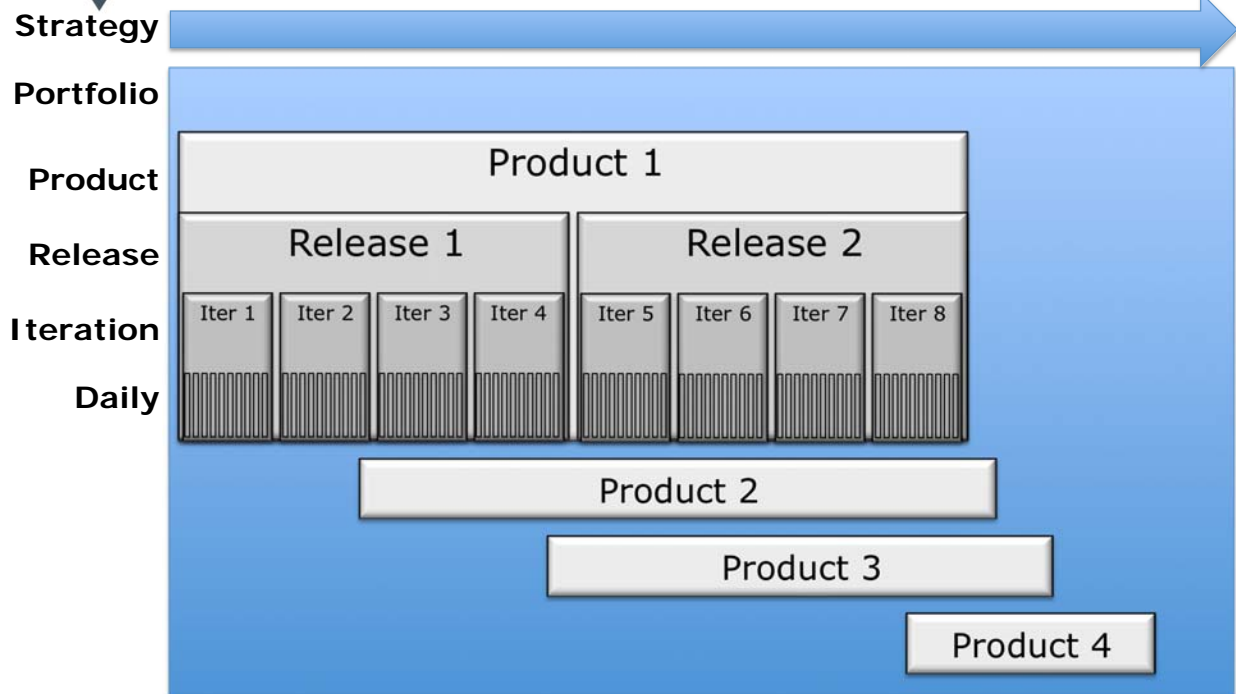 Strategy
Portfolio
Product
Product 1
Release
Release 1
Release 2
Iteration
Iter 1
Iter 2
Iter 3
Iter 4
Iter 5
Iter 6
Iter 7
Iter 8
Daily
Product 2
Product 3
Product 4